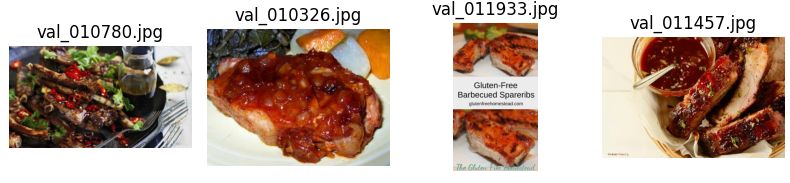 val_010780.jpg
val_010326.jpg
val_011933.jpg
val_011457.jpg
Gluten-Free
Barbecued Spareribs
glutenfreehomestead.com
The Gluten Free Homestead